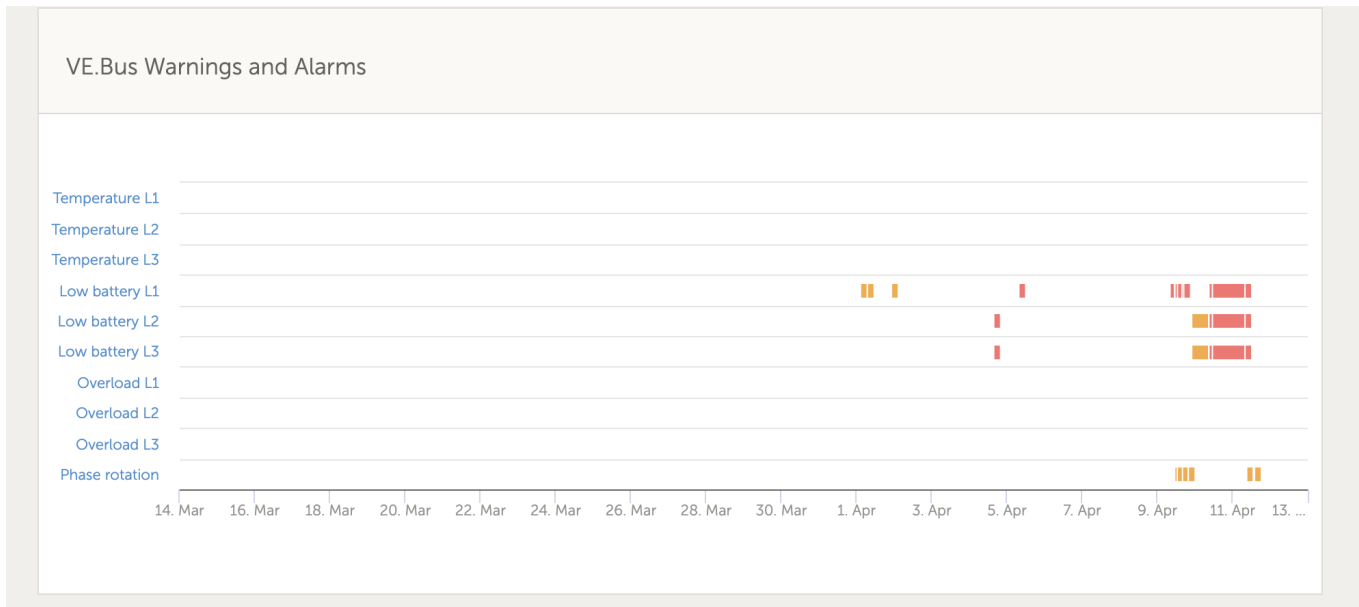 VE.Bus Warnings and Alarms
Temperature L1
Temperature L2
Temperature L3
Low battery L1
Low battery L2
Low battery L3
Overload L1
Overload L2
Overload L3
Phase rotation
14. Mar 16. Mar 18. Mar 20. Mar 22. Mar 24. Mar 26. Mar 28. Mar 30. Mar 1. Apr 3. Apr 5. Apr 7. Apr 9. Apr 11. Apr 13. ...